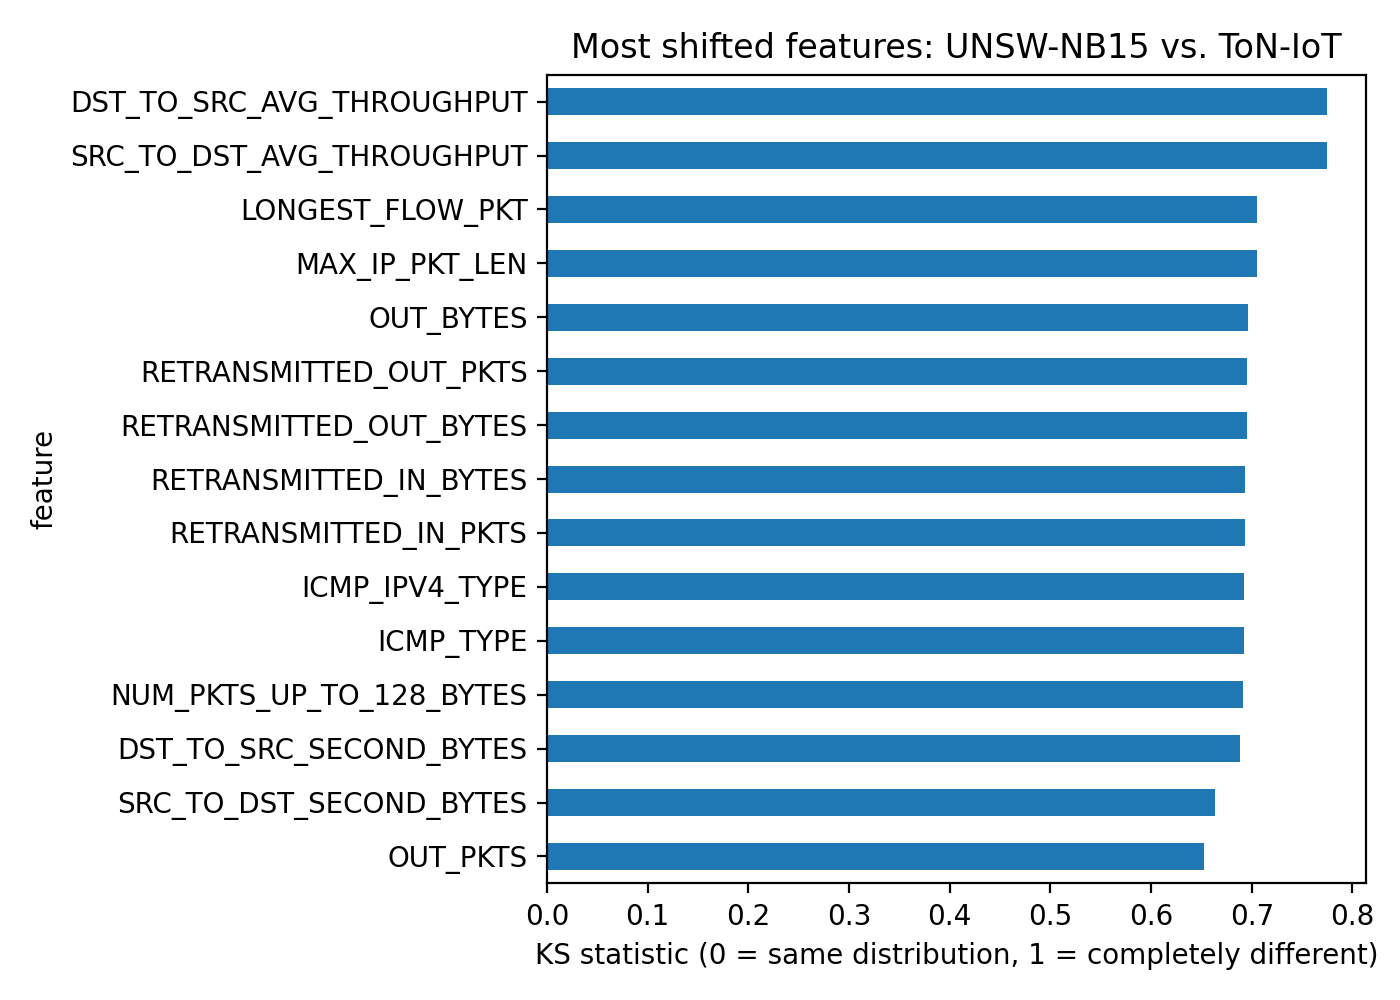 Most shifted features: UNSW-NB15 vs. ToN-IoT
DST_TO_SRC_AVG_THROUGHPUT
SRC_TO_DST_AVG_THROUGHPUT
LONGEST_FLOW_PKT
MAX_IP_PKT_LEN
OUT_BYTES
RETRANSMITTED_OUT_PKTS
RETRANSMITTED_OUT_BYTES
RETRANSMITTED_IN_BYTES
RETRANSMITTED_IN_PKTS
ICMP_IPV4_TYPE
ICMP_TYPE
NUM_PKTS_UP_TO_128_BYTES
DST_TO_SRC_SECOND_BYTES
SRC_TO_DST_SECOND_BYTES
OUT_PKTS
feature
0.0 0.1 0.2 0.3 0.4 0.5 0.6 0.7 0.8
KS statistic (0 = same distribution, 1 = completely different)